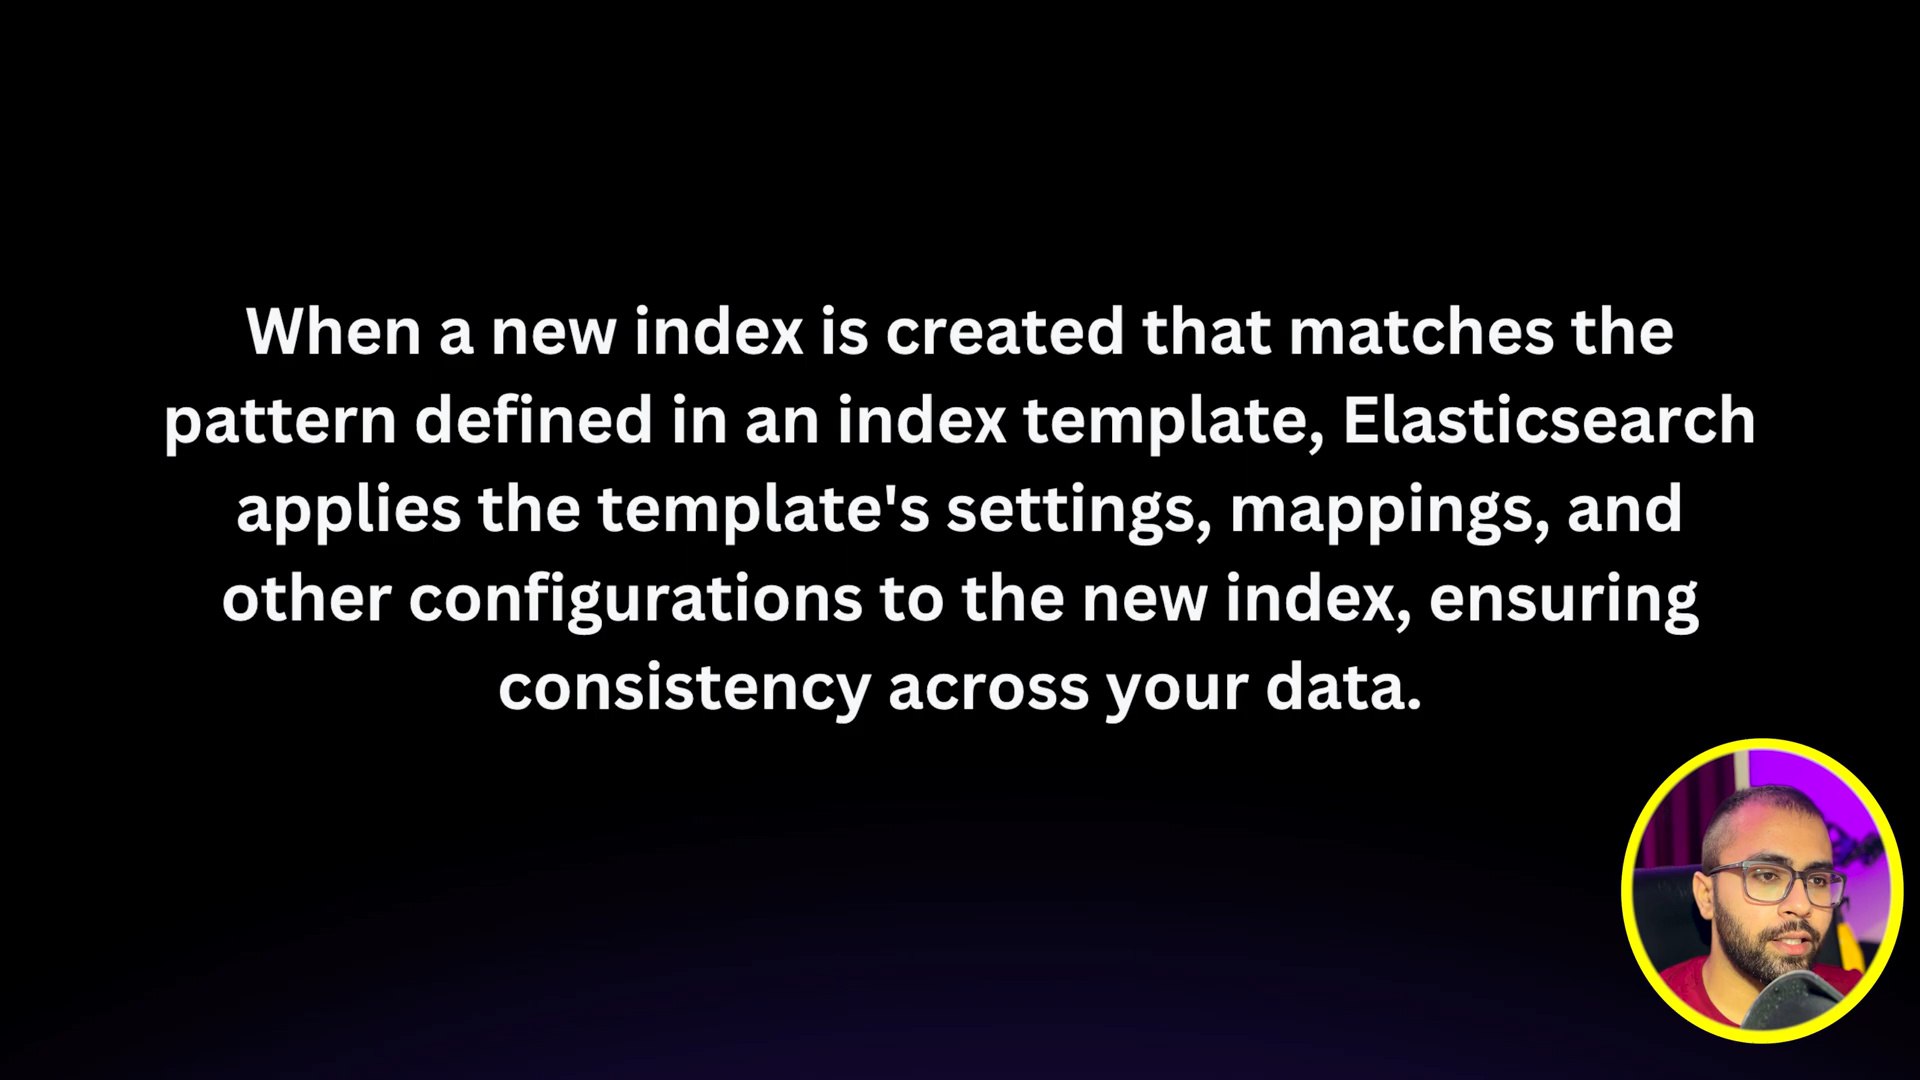 When a new index is created that matches the
pattern defined in an index template, Elasticsearch
applies the template's settings, mappings, and
other configurations to the new index, ensuring
consistency across your data.